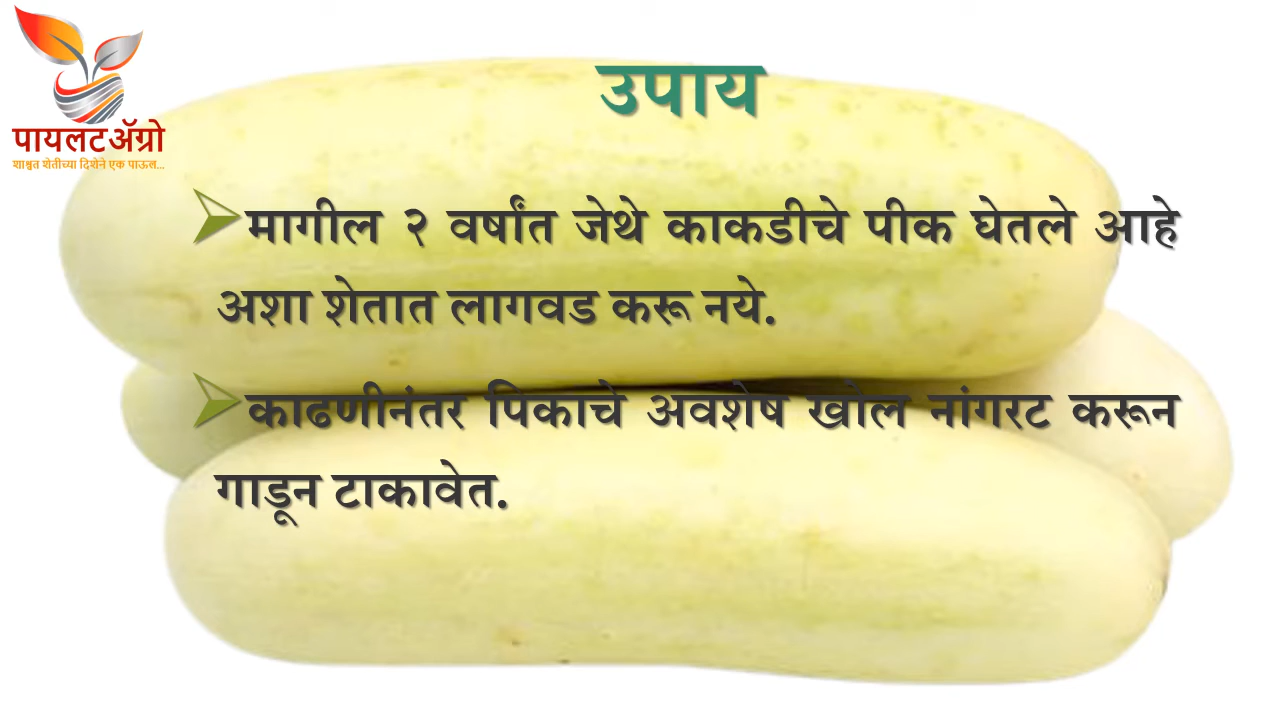 पायलटॲग्रो
शाश्वत शेतीच्या दिशेने एक पाऊल...
उपाय
मागील २ वर्षांत जेथे काकडीचे पीक घेतले आहे
अशा शेतात लागवड करू नये.
काढणीनंतर पिकाचे अवशेष खोल नांगरट करून
गाडून टाकावेत.